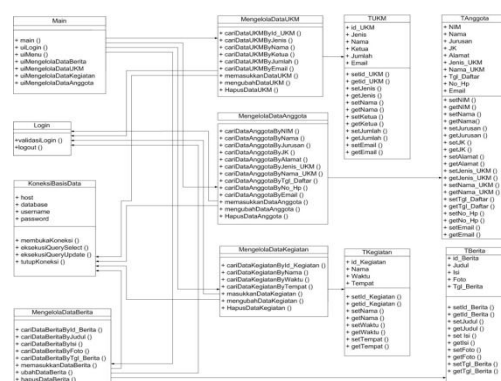 Main
+ main ()
+ uiLogin ()
+ uiMenu ()
+ uiMengelolaDataBerita
+ uiMengelolaDataUKM
+ uiMengelolaDataKegiatan
+ uiMengelolaDataAnggota
Login
+validasiLogin ()
+logout ()
KoneksiBasisData
+ host
+ database
+ username
+ password
+ membukaKoneksi ()
+ eksekusiQuerySelect ()
+ eksekusiQueryUpdate ()
+ tutupKoneksi ()
MengelolaDataBerita
+ cariDataBeritaById_Berita ()
+ cariDataBeritaByJudul ()
+ cariDataBeritaByIsi ()
+ cariDataBeritaByFoto ()
+ cariDataBeritaByTgl_Berita ()
+ memasukkanDataBerita ()
+ ubahDataBerita ()
+ hapusDataBerita ()
MengelolaDataUKM
+ cariDataUKMById_UKM ()
+ cariDataUKMByJenis ()
+ cariDataUKMByNama ()
+ cariDataUKMByKetua ()
+ cariDataUKMByJumlah ()
+ cariDataUKMByEmail ()
+ memasukkanDataUKM ()
+ mengubahDataUKM ()
+ HapusDataUKM ()
MengelolaDataAnggota
+ cariDataAnggotaByNIM ()
+ cariDataAnggotaByNama ()
+ cariDataAnggotaByJurusan ()
+ cariDataAnggotaByJK ()
+ cariDataAnggotaByAlamat ()
+ cariDataAnggotaByJenis_UKM ()
+ cariDataAnggotaByNama_UKM ()
+ cariDataAnggotaByTgl_Daftar ()
+ cariDataAnggotaByNo_Hp ()
+ cariDataAnggotaByEmail ()
+ memasukkanDataAnggota ()
+ mengubahDataAnggota ()
+ HapusDataAnggota ()
MengelolaDataKegiatan
+ cariDataKegiatanById_Kegiatan ()
+ cariDataKegiatanByNama ()
+ cariDataKegiatanByWaktu ()
+ cariDataKegiatanByTempat ()
+ masukkanDataKegiatan ()
+ mengubahDataKegiatan ()
+ HapusDataKegiatan ()
TUKM
+ id_UKM
+ Jenis
+ Nama
+ Ketua
+ Jumlah
+ Email
+ setId_UKM ()
+ getId_UKM ()
+ setJenis ()
+ getJenis ()
+ setNama ()
+ getNama ()
+ setKetua ()
+ getKetua ()
+ setJumlah ()
+ getJumlah ()
+ setEmail ()
+ getEmail ()
TKegiatan
+ id_Kegiatan
+ Nama
+ Waktu
+ Tempat
+ setId_Kegiatan ()
+ getId_Kegiatan ()
+ setNama ()
+ getNama ()
+ setWaktu ()
+ getWaktu ()
+ setTempat ()
+ getTempat ()
TAnggota
+ NIM
+ Nama
+ Jurusan
+ JK
+ Alamat
+ Jenis_UKM
+ Nama_UKM
+ Tgl_Daftar
+ No_Hp
+ Email
+ setNIM ()
+ getNIM ()
+ setNama ()
+ getNama()
+ setJurusan ()
+ getJurusan ()
+ setJK ()
+ getJK ()
+ setAlamat ()
+ getAlamat ()
+ setJenis_UKM ()
+ getJenis_UKM ()
+ setNama_UKM ()
+ getNama_UKM ()
+ setTgl_Daftar ()
+ getTgl_Daftar ()
+ setNo_Hp ()
+ getNo_Hp ()
+ setEmail ()
+ getEmail ()
TBerita
+ id_Berita
+ Judul
+ Isi
+ Foto
+ Tgl_Berita
+ setId_Berita ()
+ getId_Berita ()
+ setJudul ()
+ getJudul ()
+ set Isi ()
+ getIsi ()
+ setFoto ()
+ getFoto ()
+ setTgl_Berita ()
+ getTgl_Berita ()